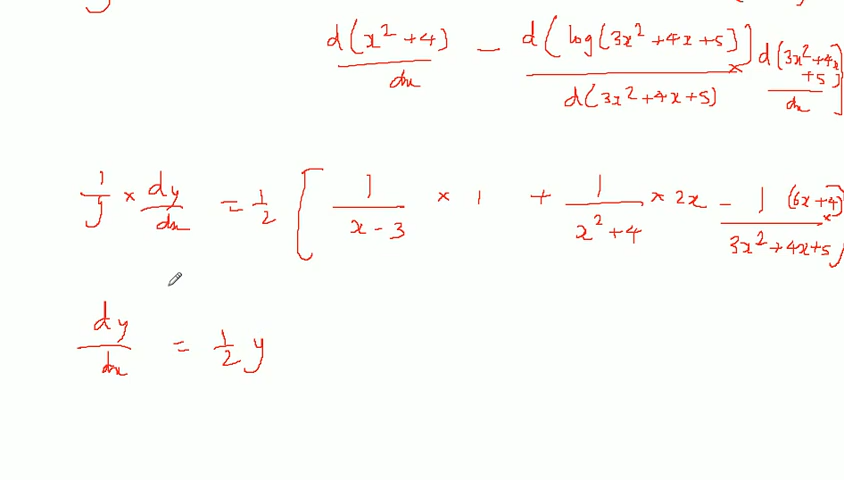 d(x² + 4)/dx − d(log(3x² + 4x + 5))/d(3x² + 4x + 5) × d(3x² + 4x + 5)/dx]
1/y × dy/dx = 1/2 [ 1/(x − 3) × 1 + 1/(x² + 4) × 2x − 1/(3x² + 4x + 5) × (6x + 4) ]
dy/dx = 1/2 y